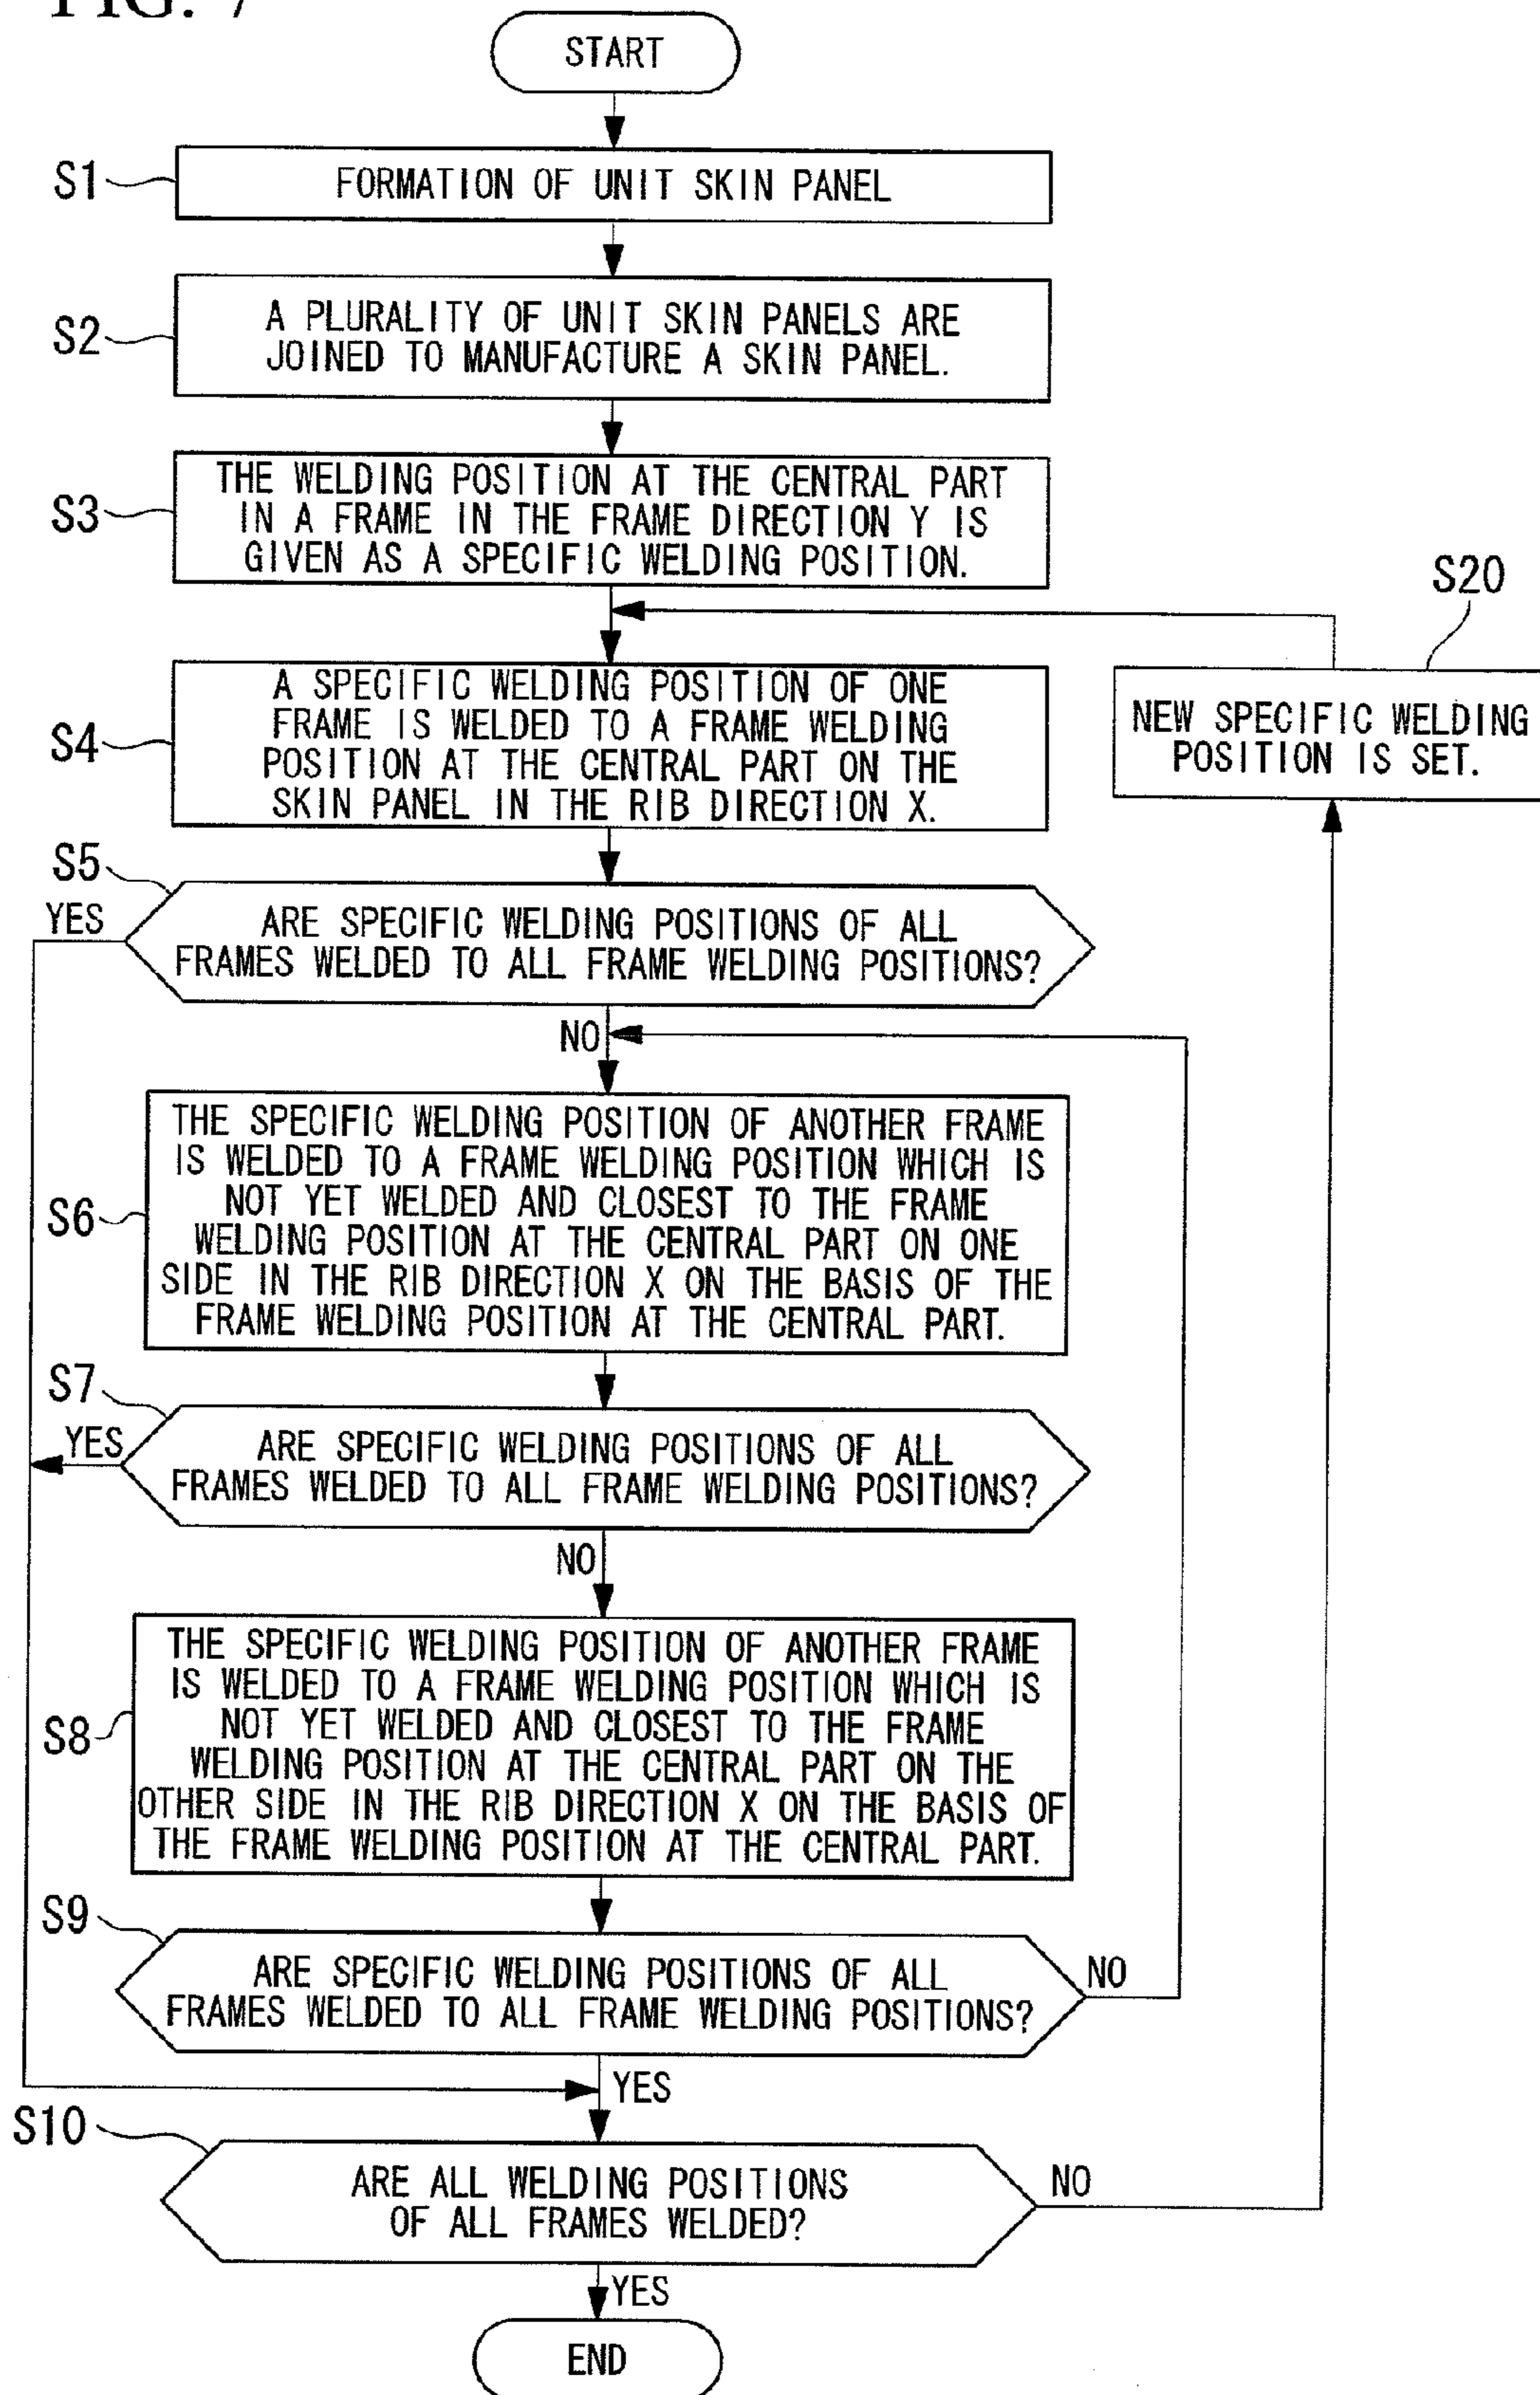 FIG. 7
START
S1
FORMATION OF UNIT SKIN PANEL
S2
A PLURALITY OF UNIT SKIN PANELS ARE
JOINED TO MANUFACTURE A SKIN PANEL.
S3
THE WELDING POSITION AT THE CENTRAL PART
IN A FRAME IN THE FRAME DIRECTION Y IS
GIVEN AS A SPECIFIC WELDING POSITION.
S20
NEW SPECIFIC WELDING
POSITION IS SET.
S4
A SPECIFIC WELDING POSITION OF ONE
FRAME IS WELDED TO A FRAME WELDING
POSITION AT THE CENTRAL PART ON THE
SKIN PANEL IN THE RIB DIRECTION X.
S5
YES
ARE SPECIFIC WELDING POSITIONS OF ALL
FRAMES WELDED TO ALL FRAME WELDING POSITIONS?
NO
S6
THE SPECIFIC WELDING POSITION OF ANOTHER FRAME
IS WELDED TO A FRAME WELDING POSITION WHICH IS
NOT YET WELDED AND CLOSEST TO THE FRAME
WELDING POSITION AT THE CENTRAL PART ON ONE
SIDE IN THE RIB DIRECTION X ON THE BASIS OF THE
FRAME WELDING POSITION AT THE CENTRAL PART.
S7
YES
ARE SPECIFIC WELDING POSITIONS OF ALL
FRAMES WELDED TO ALL FRAME WELDING POSITIONS?
NO
S8
THE SPECIFIC WELDING POSITION OF ANOTHER FRAME
IS WELDED TO A FRAME WELDING POSITION WHICH IS
NOT YET WELDED AND CLOSEST TO THE FRAME
WELDING POSITION AT THE CENTRAL PART ON THE
OTHER SIDE IN THE RIB DIRECTION X ON THE BASIS OF
THE FRAME WELDING POSITION AT THE CENTRAL PART.
S9
ARE SPECIFIC WELDING POSITIONS OF ALL
FRAMES WELDED TO ALL FRAME WELDING POSITIONS?
NO
YES
S10
ARE ALL WELDING POSITIONS
OF ALL FRAMES WELDED?
NO
YES
END